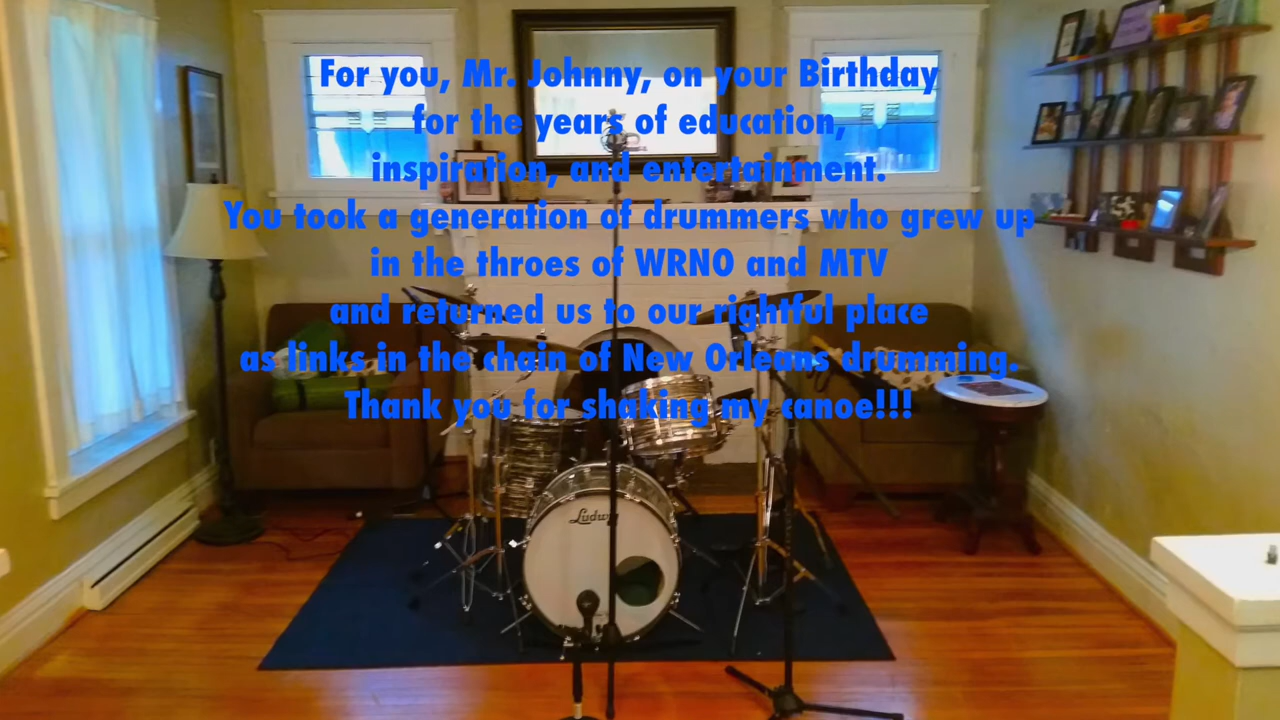 For you, Mr. Johnny, on your Birthday
for the years of education,
inspiration, and entertainment.
You took a generation of drummers who grew up
in the throes of WRNO and MTV
and returned us to our rightful place
as links in the chain of New Orleans drumming.
Thank you for shaking my canoe!!!
Ludwig